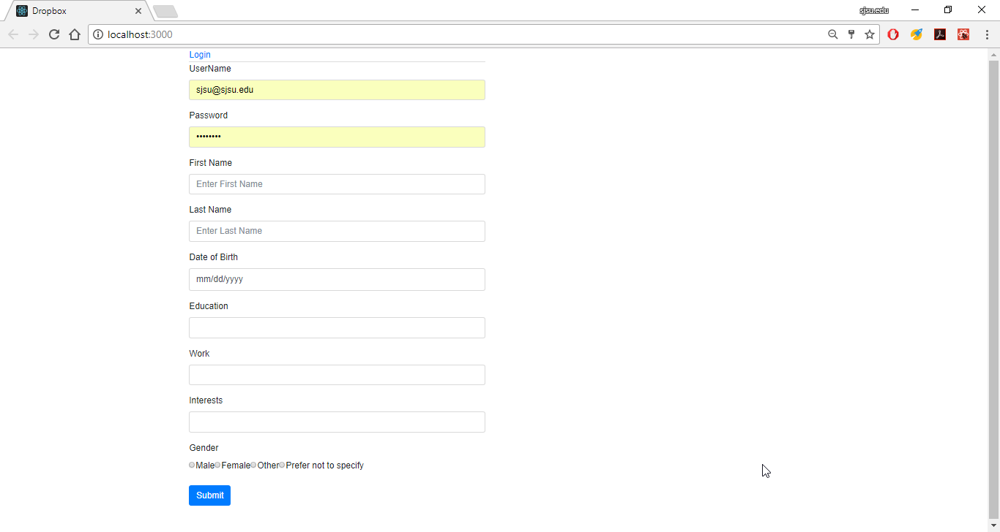 Dropbox
sjsu.edu
localhost:3000
Login
UserName
sjsu@sjsu.edu
Password
••••••••
First Name
Enter First Name
Last Name
Enter Last Name
Date of Birth
mm/dd/yyyy
Education
Work
Interests
Gender
Male Female Other Prefer not to specify
Submit